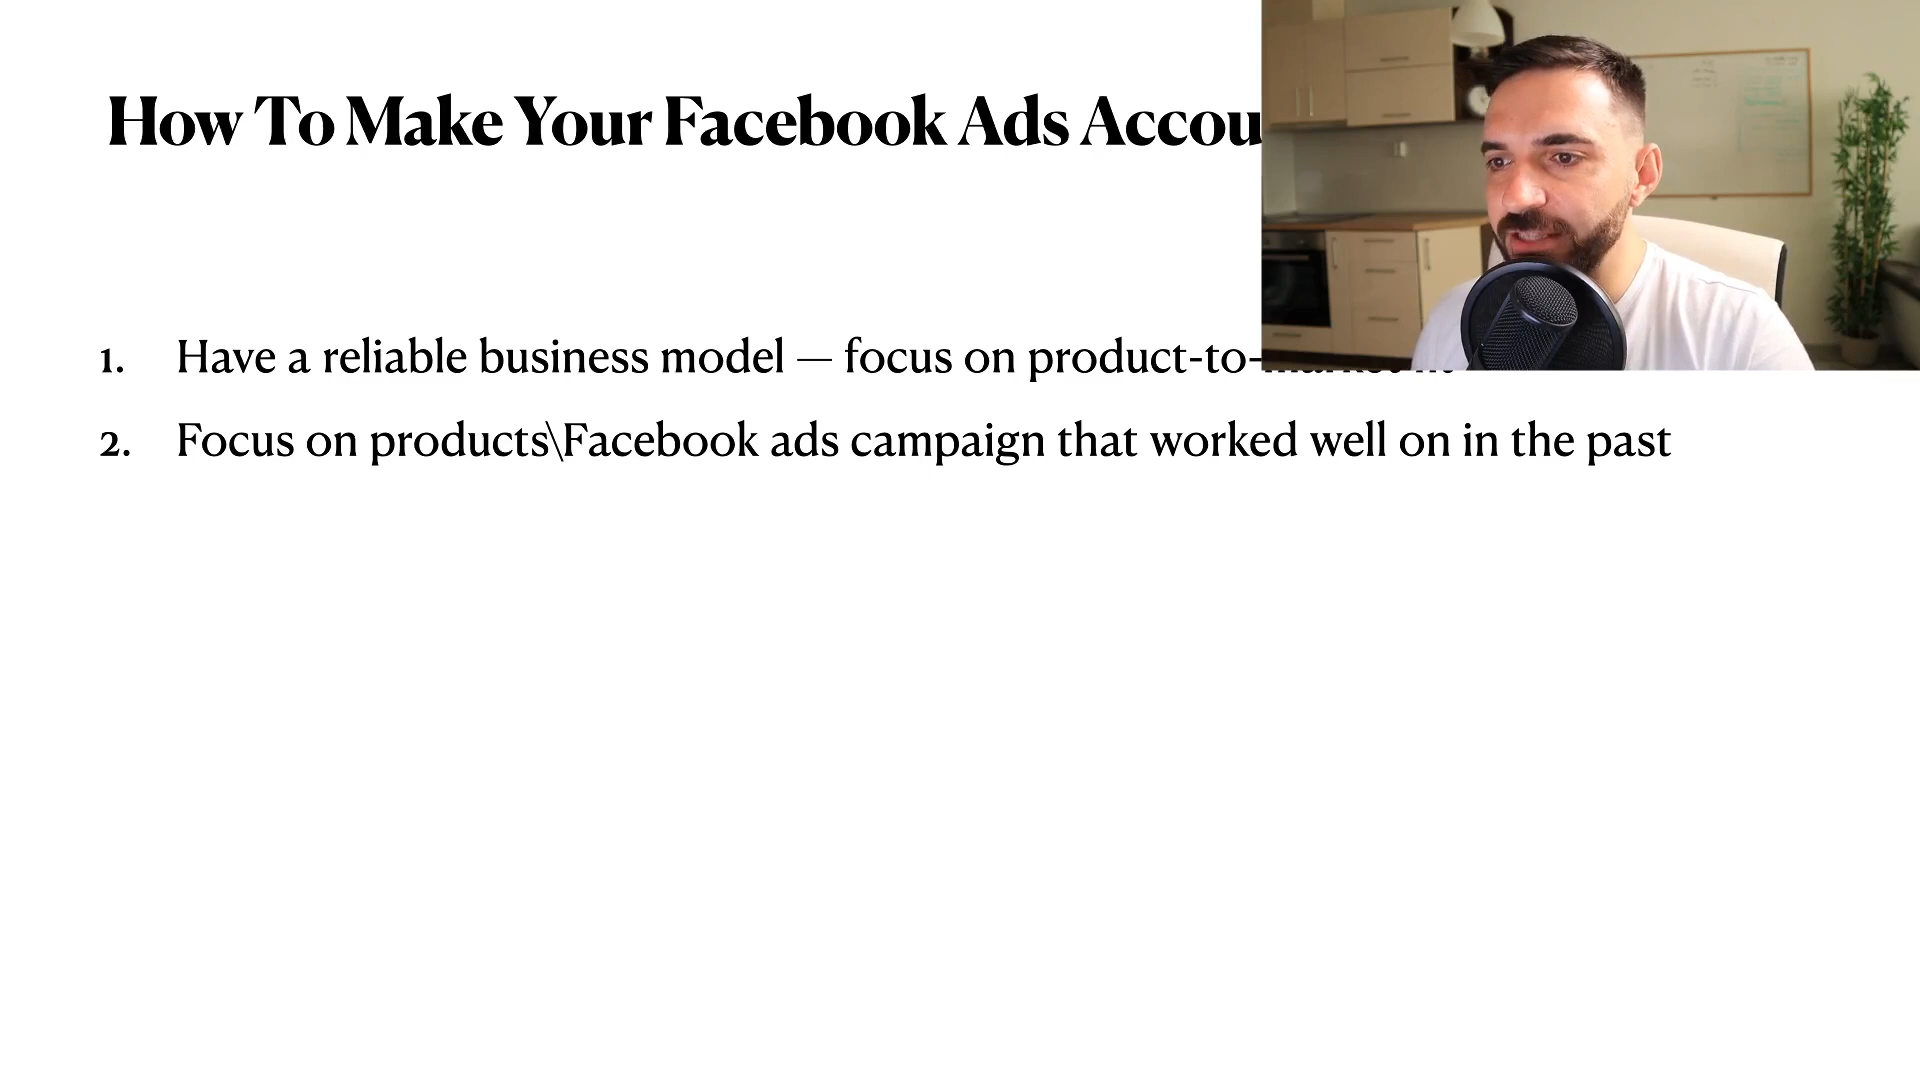 How To Make Your Facebook Ads Accou
1. Have a reliable business model — focus on product-to-
2. Focus on products\Facebook ads campaign that worked well on in the past